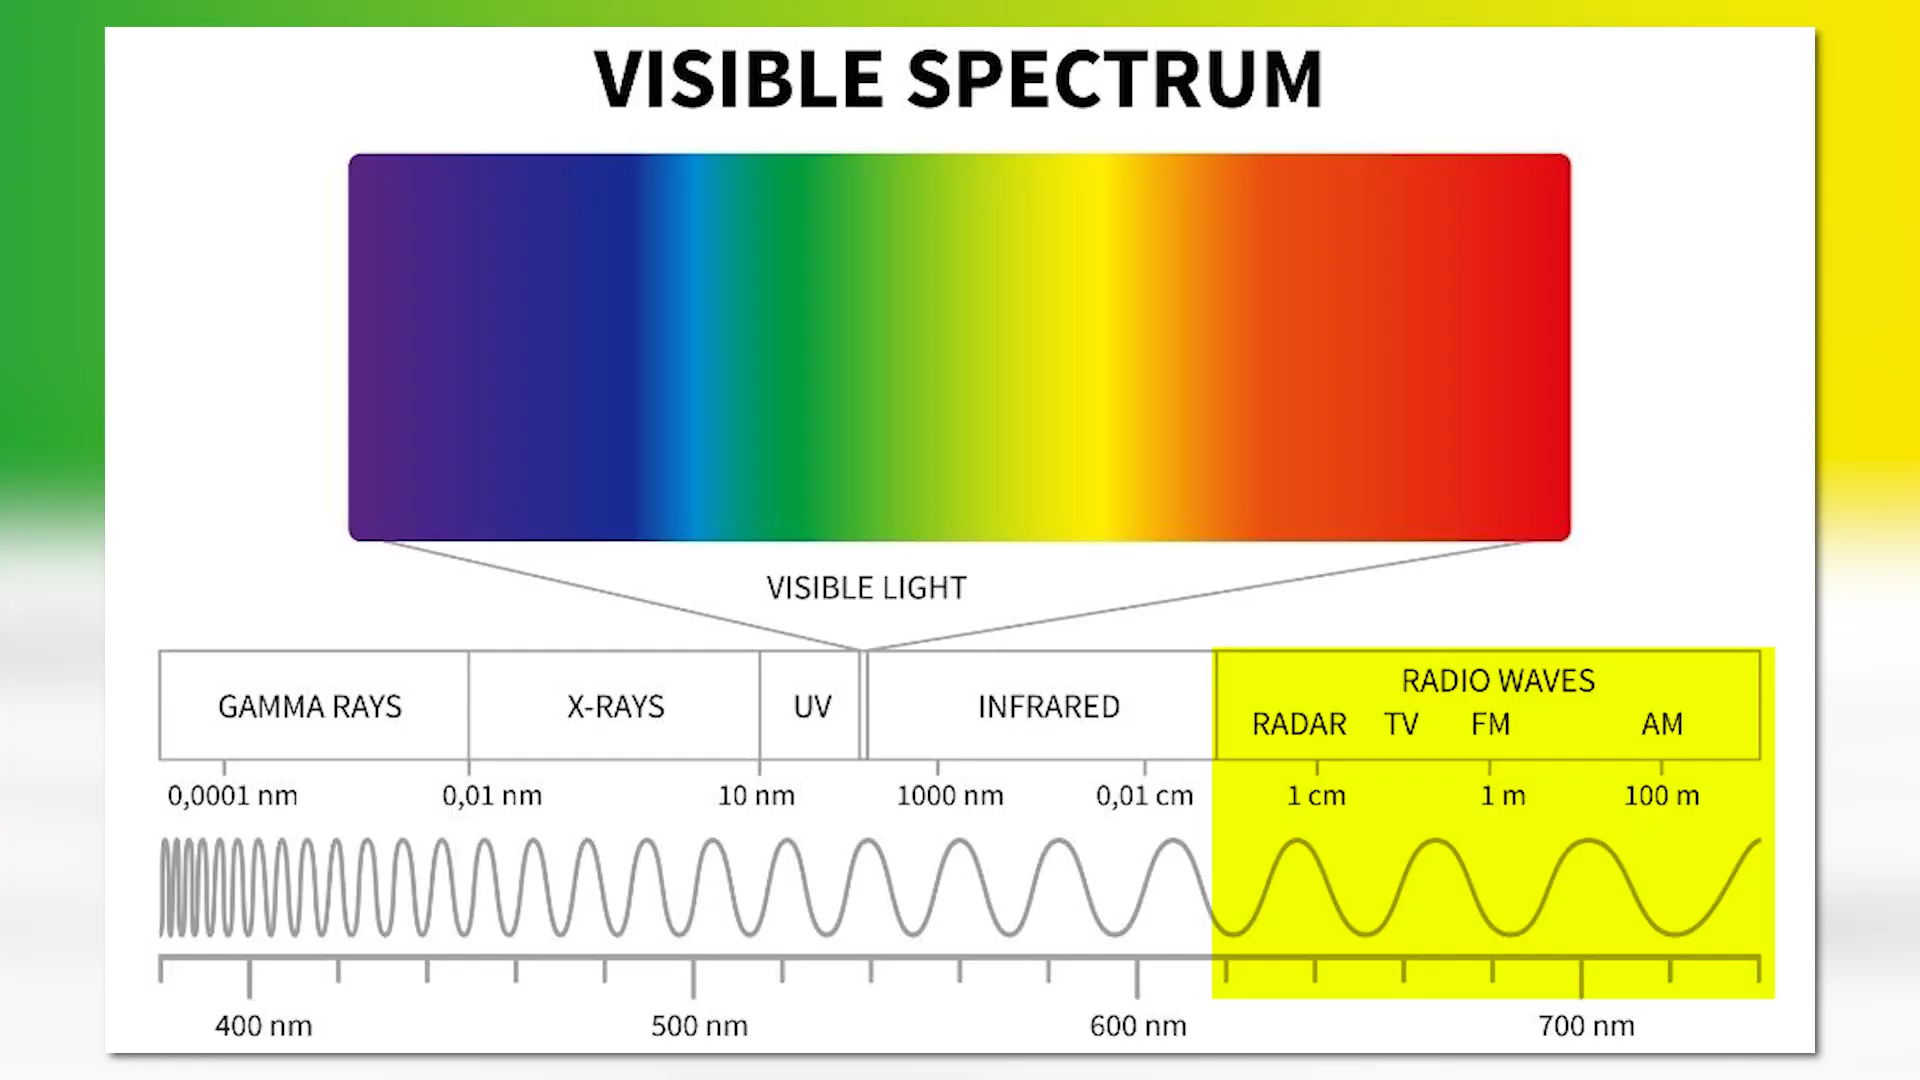 VISIBLE SPECTRUM
VISIBLE LIGHT
GAMMA RAYS
X-RAYS
UV
INFRARED
RADIO WAVES
RADAR TV FM AM
0,0001 nm 0,01 nm 10 nm 1000 nm 0,01 cm 1 cm 1 m 100 m
400 nm 500 nm 600 nm 700 nm